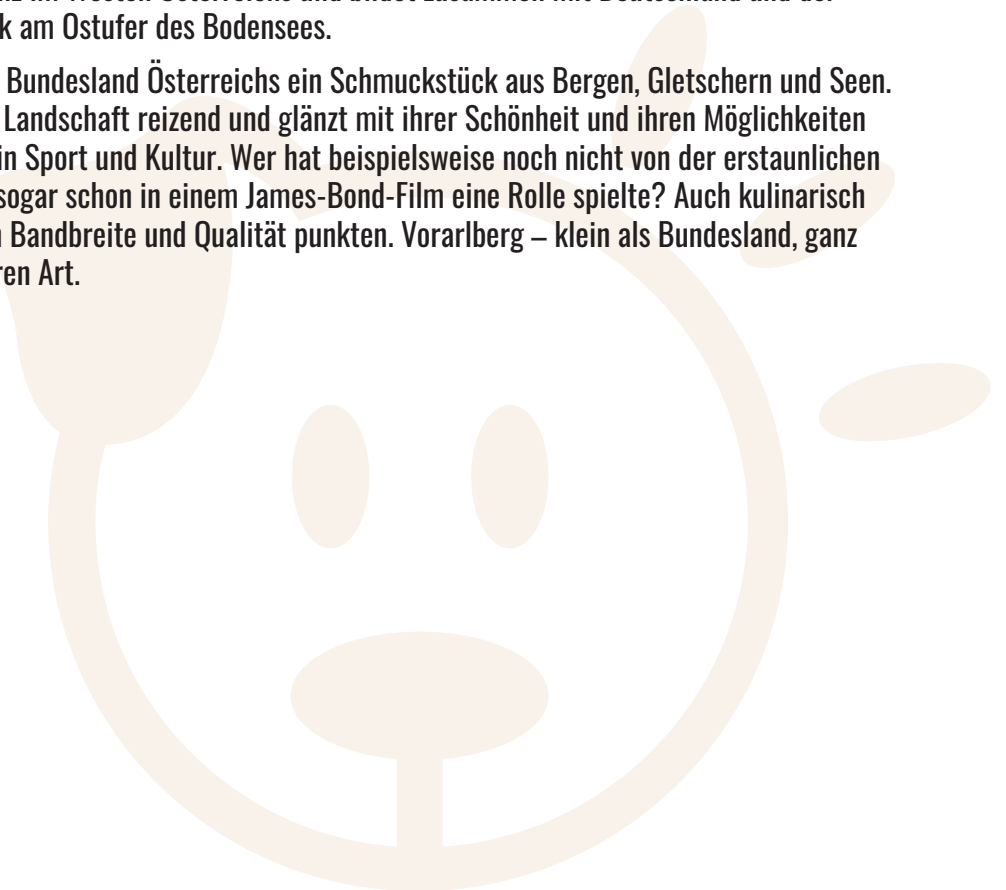 k am Ostufer des Bodensees.
Bundesland Österreichs ein Schmuckstück aus Bergen, Gletschern und Seen.
Landschaft reizend und glänzt mit ihrer Schönheit und ihren Möglichkeiten
in Sport und Kultur. Wer hat beispielsweise noch nicht von der erstaunlichen
sogar schon in einem James-Bond-Film eine Rolle spielte? Auch kulinarisch
Bandbreite und Qualität punkten. Vorarlberg – klein als Bundesland, ganz
ren Art.